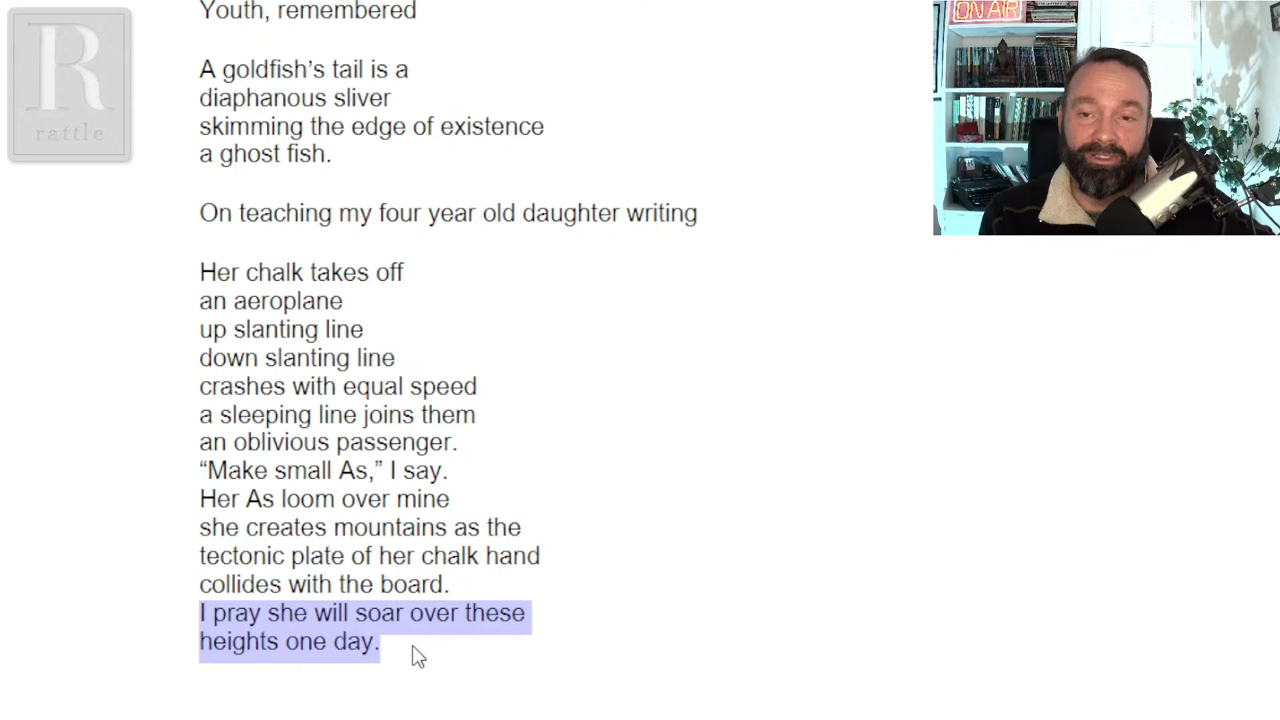 Youth, remembered
A goldfish's tail is a
diaphanous sliver
skimming the edge of existence
a ghost fish.
On teaching my four year old daughter writing
Her chalk takes off
an aeroplane
up slanting line
down slanting line
crashes with equal speed
a sleeping line joins them
an oblivious passenger.
“Make small As,” I say.
Her As loom over mine
she creates mountains as the
tectonic plate of her chalk hand
collides with the board.
I pray she will soar over these
heights one day.
R
rattle
ON AIR